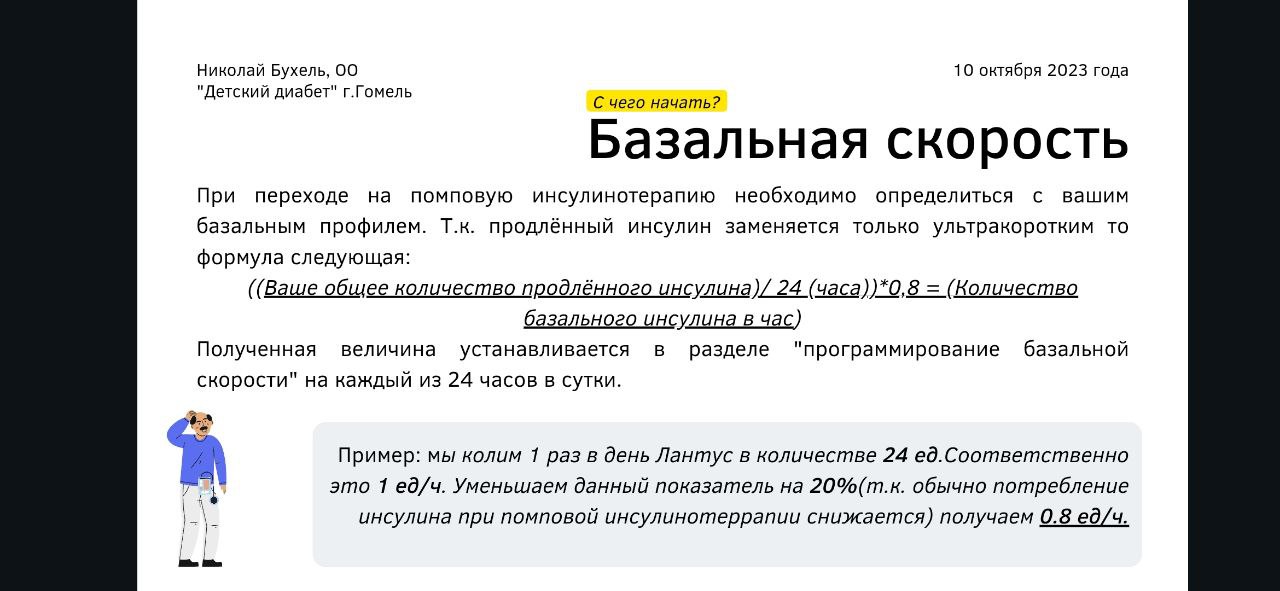 Николай Бухель, ОО
"Детский диабет" г.Гомель
10 октября 2023 года
С чего начать?
Базальная скорость
При переходе на помповую инсулинотерапию необходимо определиться с вашим
базальным профилем. Т.к. продлённый инсулин заменяется только ультракоротким то
формула следующая:
((Ваше общее количество продлённого инсулина)/ 24 (часа))*0,8 = (Количество
базального инсулина в час)
Полученная величина устанавливается в разделе "программирование базальной
скорости" на каждый из 24 часов в сутки.
Пример: мы колим 1 раз в день Лантус в количестве 24 ед.Соответственно
это 1 ед/ч. Уменьшаем данный показатель на 20%(т.к. обычно потребление
инсулина при помповой инсулинотеррапии снижается) получаем 0.8 ед/ч.